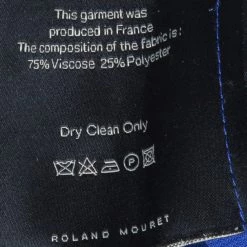 This garment was
produced in France
The composition of the fabric is :
75% Viscose 25% Polyester
Dry Clean Only
P
ROLAND MOURET